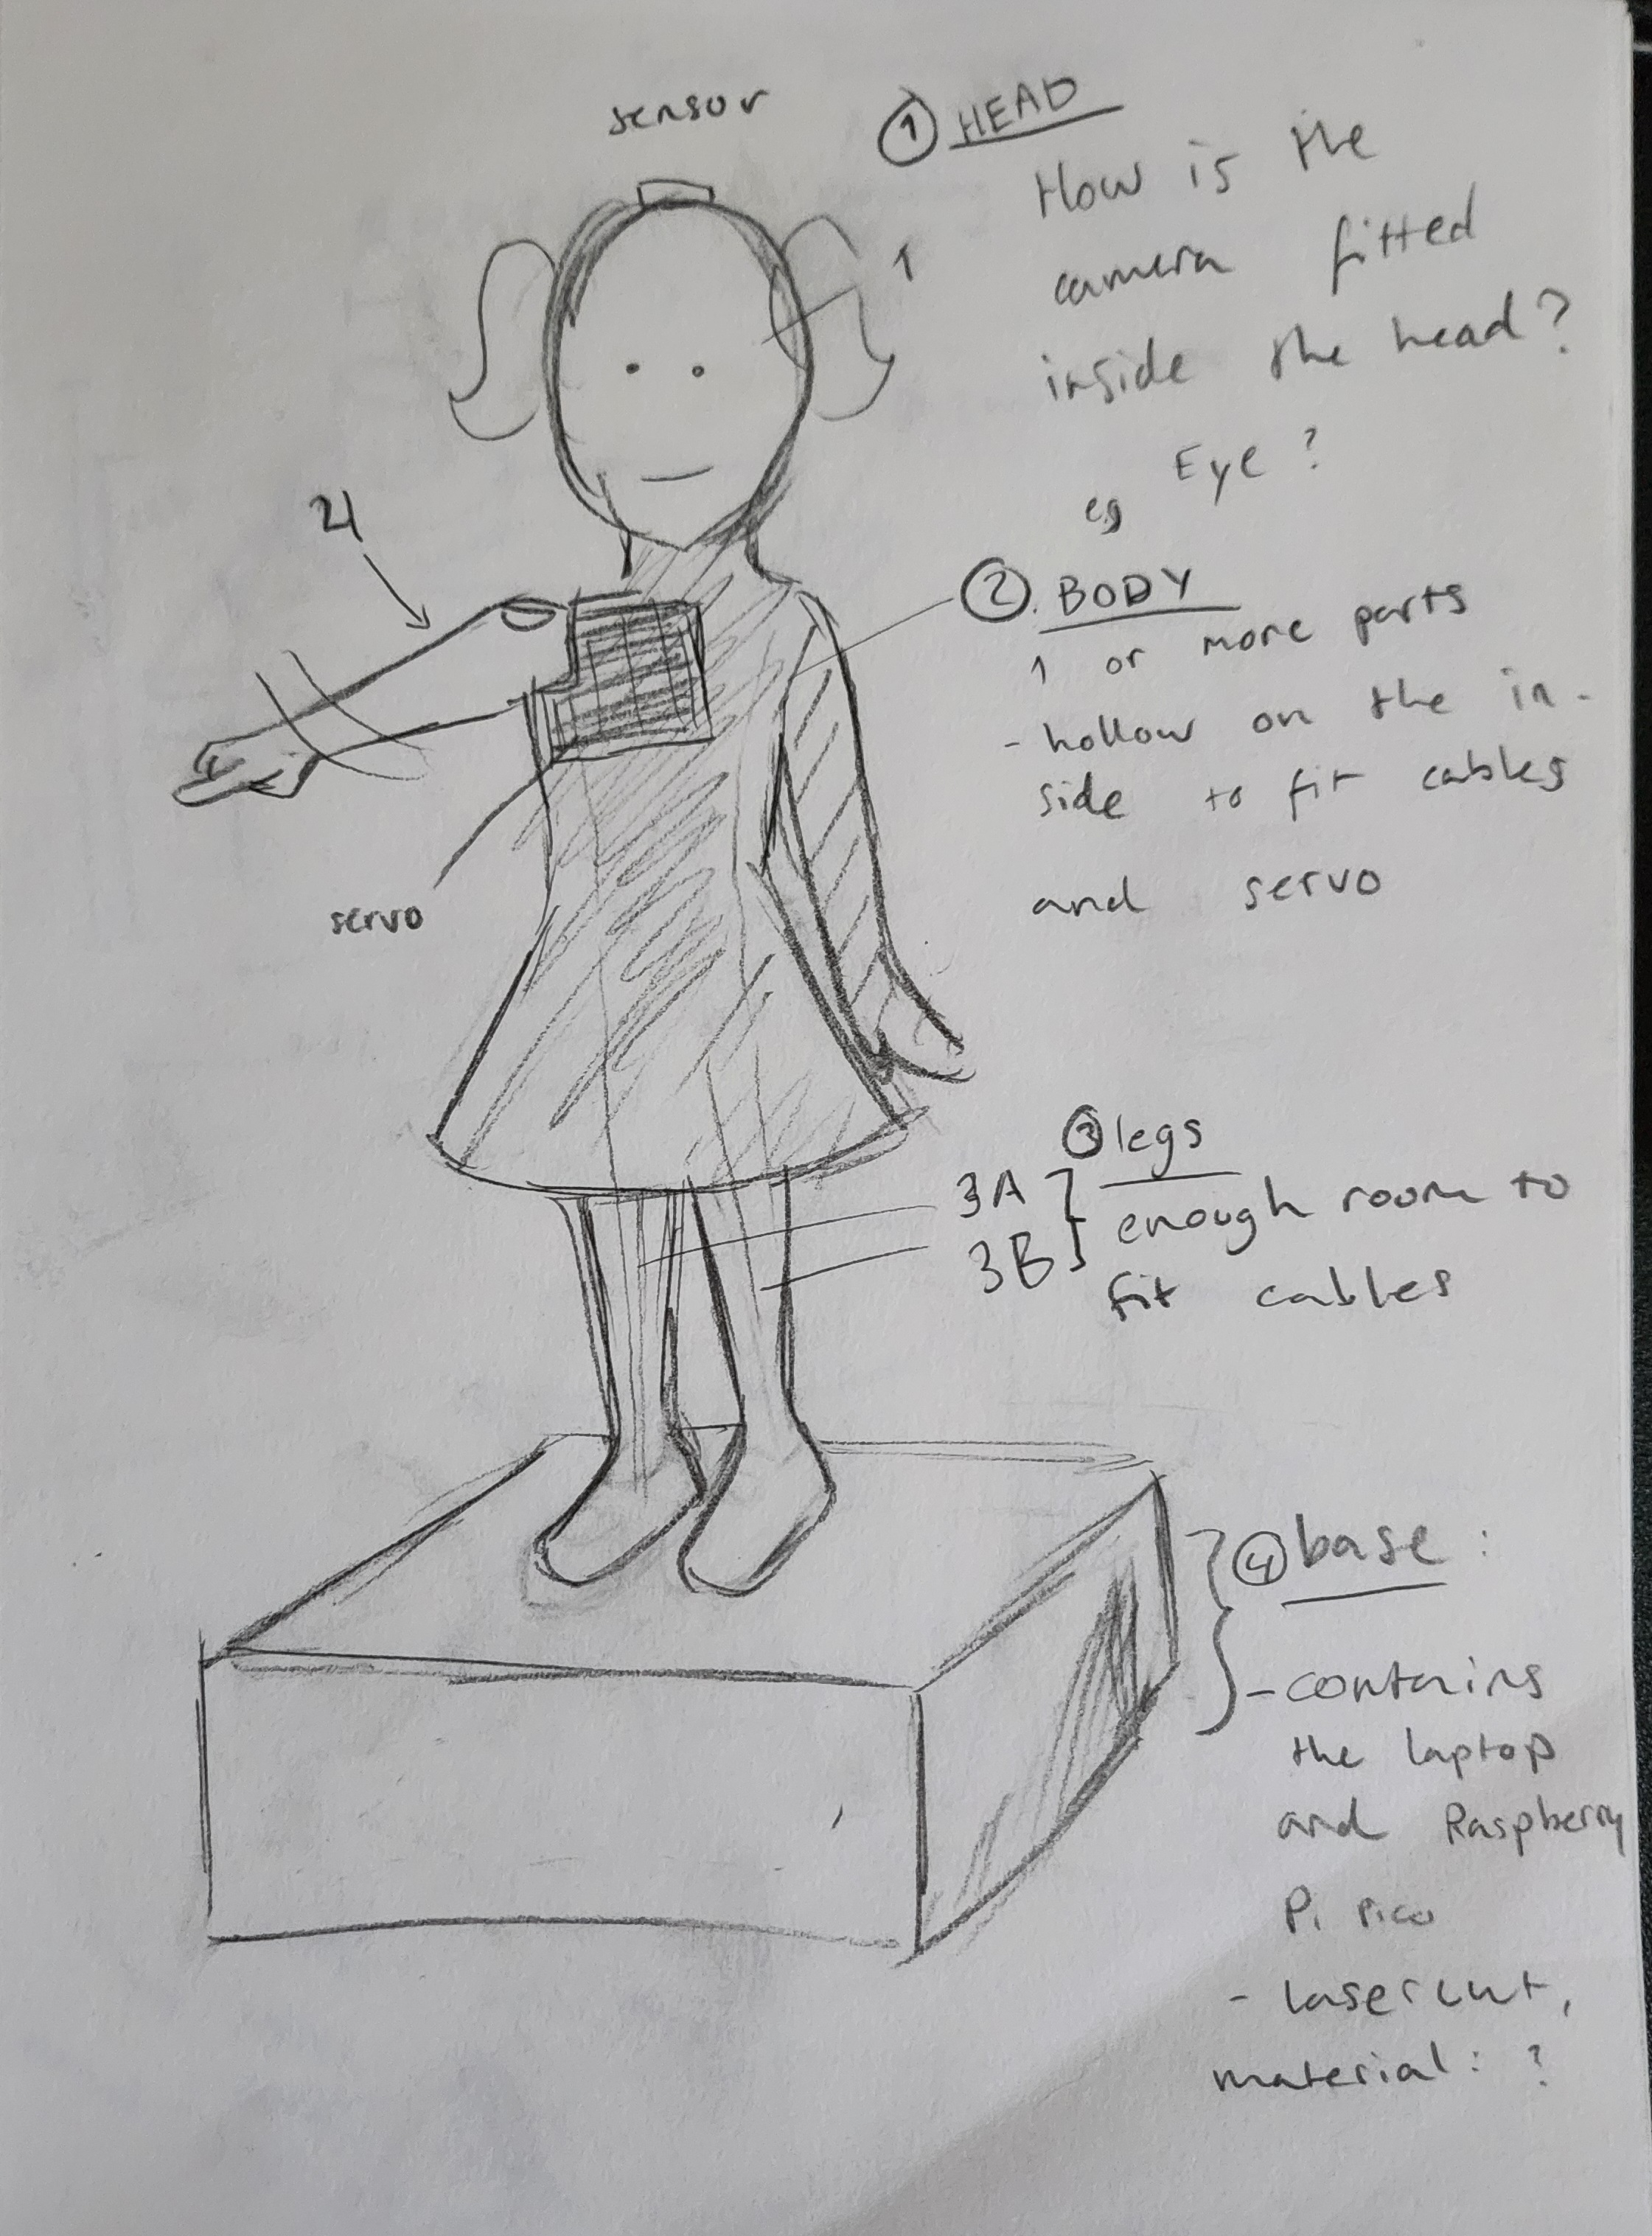 sensor
① HEAD
How is the
camera fitted
inside the head?
eg Eye?
1
4
② . BODY
1 or more parts
- hollow on the in-
side to fit cables
and servo
servo
③ legs
3A } enough room to
3B } fit cables
④ base :
- contains
the laptop
and Raspberry
Pi Pico
- lasercut,
material: ?